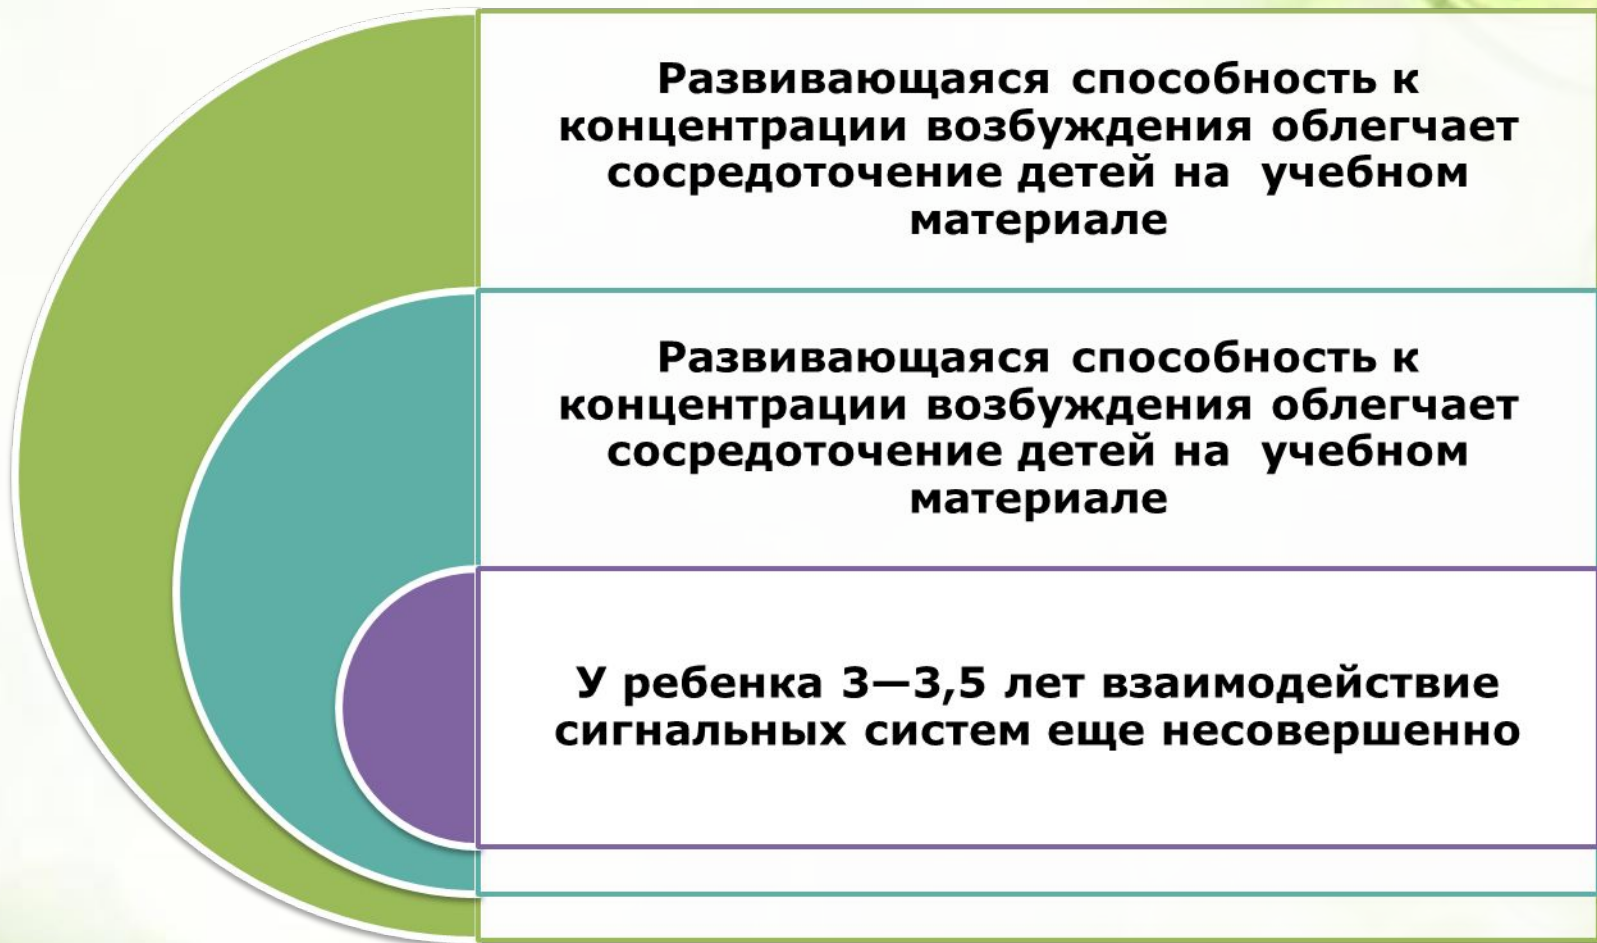 Развивающаяся способность к
концентрации возбуждения облегчает
сосредоточение детей на  учебном
материале
Развивающаяся способность к
концентрации возбуждения облегчает
сосредоточение детей на  учебном
материале
У ребенка 3—3,5 лет взаимодействие
сигнальных систем еще несовершенно